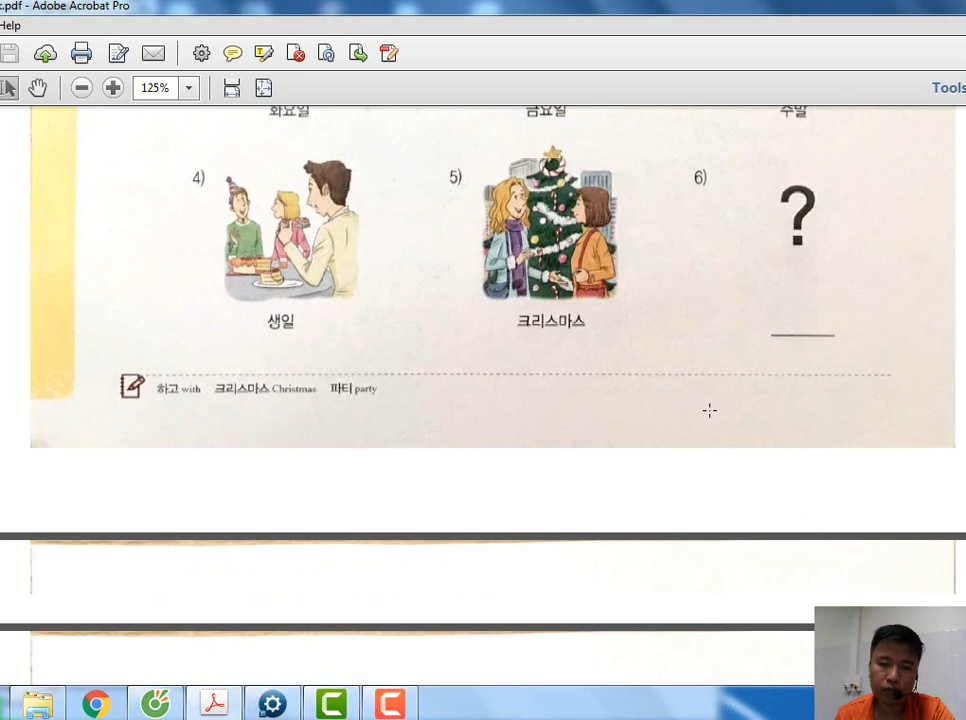 k.pdf - Adobe Acrobat Pro
Help
125%
Tools
화요일
금요일
주말
4)
5)
6)
?
생일
크리스마스
하고 with 크리스마스 Christmas 파티 party